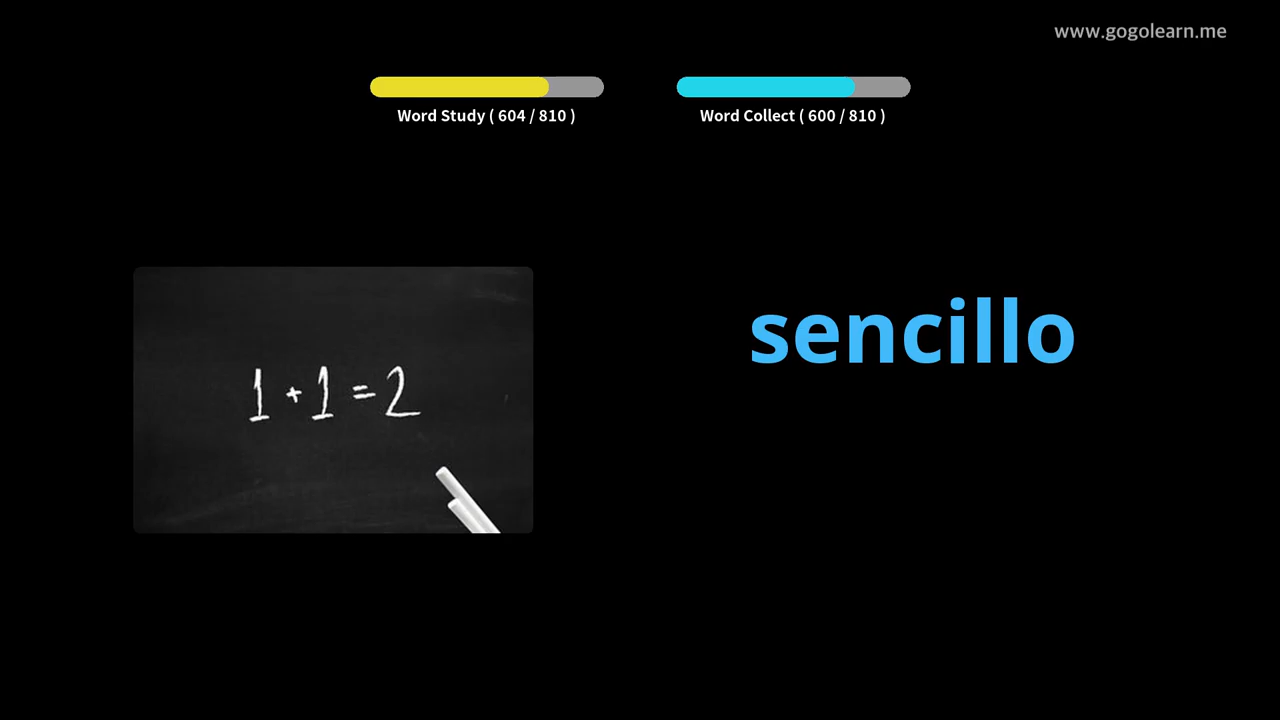 www.gogolearn.me
Word Study ( 604 / 810 )
Word Collect ( 600 / 810 )
sencillo
1 + 1 = 2